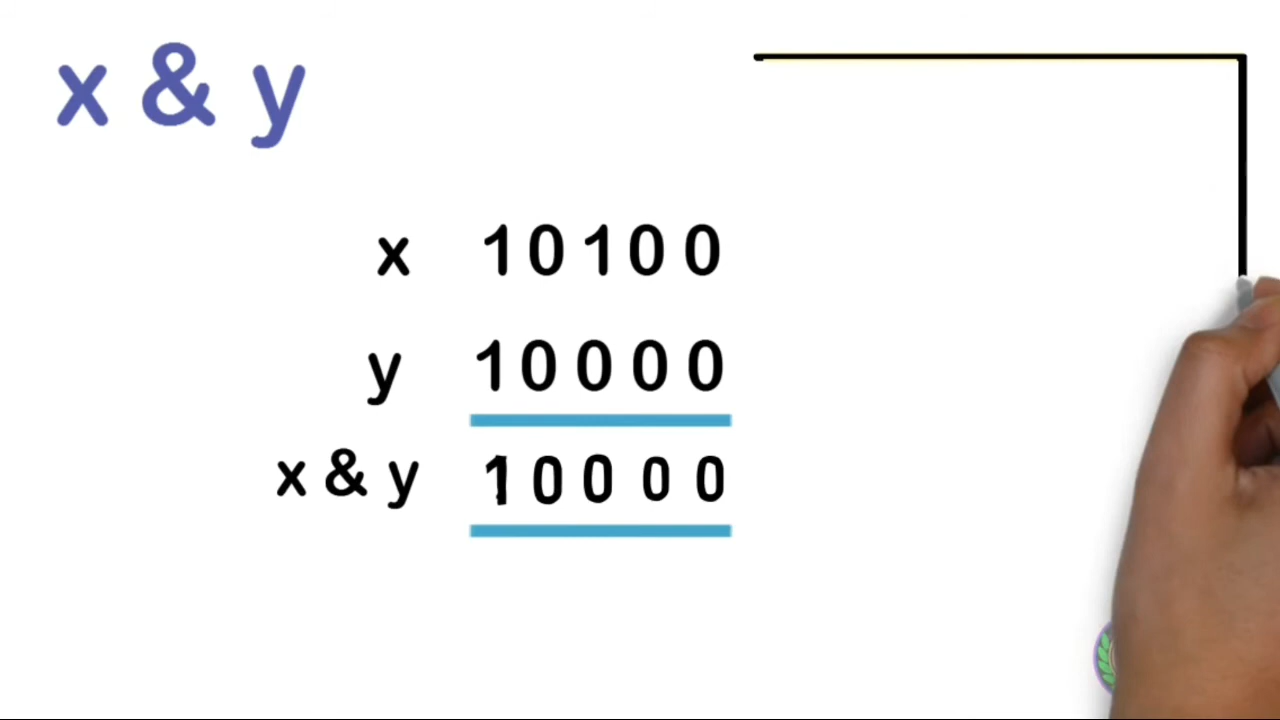 x & y
x 10100
y 10000
x & y 10000